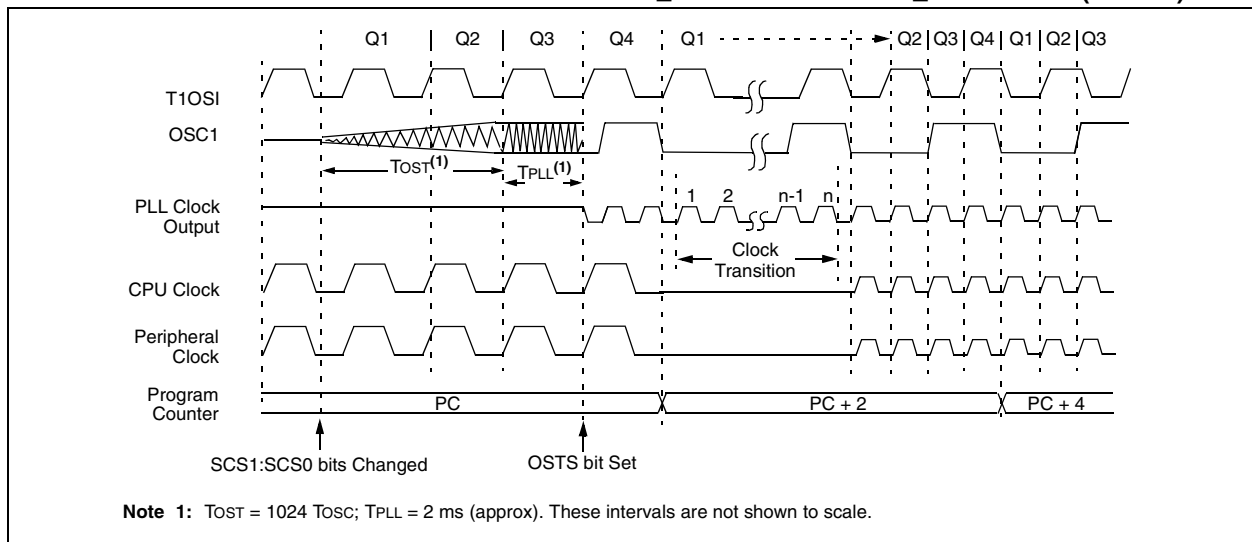 Q1 Q2 Q3 Q4 Q1 Q2 Q3 Q4 Q1 Q2 Q3
T1OSI
OSC1
TOST(1)
TPLL(1)
1 2 n-1 n
PLL Clock
Output
Clock
Transition
CPU Clock
Peripheral
Clock
Program
Counter
PC PC + 2 PC + 4
SCS1:SCS0 bits Changed OSTS bit Set
Note 1: TOST = 1024 TOSC; TPLL = 2 ms (approx). These intervals are not shown to scale.